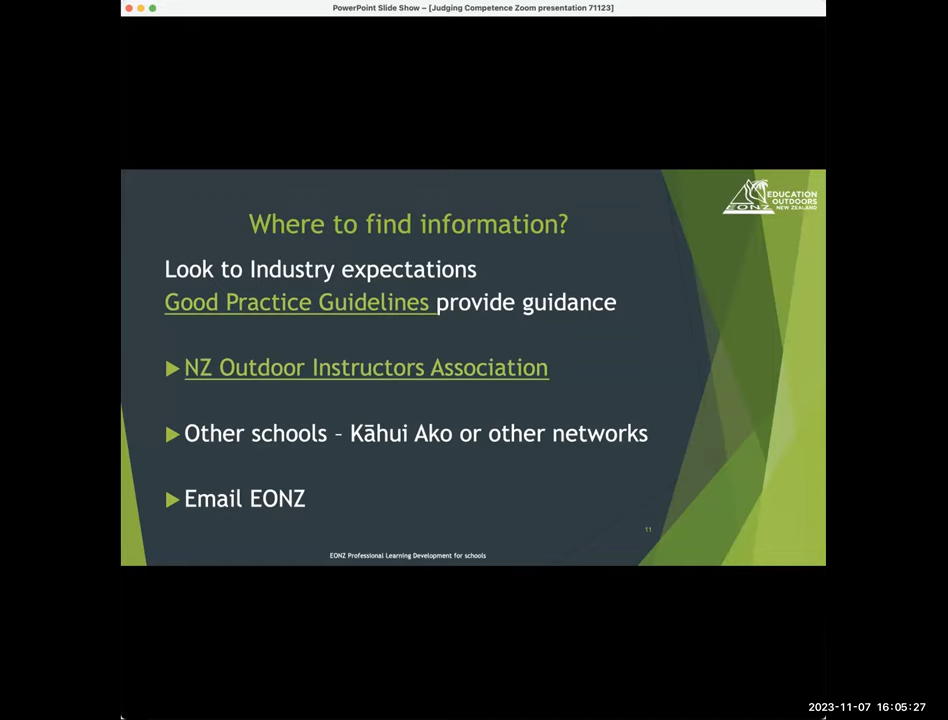 PowerPoint Slide Show – [Judging Competence Zoom presentation 71123]
EONZ
EDUCATION
OUTDOORS
NEW ZEALAND
Where to find information?
Look to Industry expectations
Good Practice Guidelines provide guidance
NZ Outdoor Instructors Association
Other schools – Kāhui Ako or other networks
Email EONZ
11
EONZ Professional Learning Development for schools
2023-11-07 16:05:27